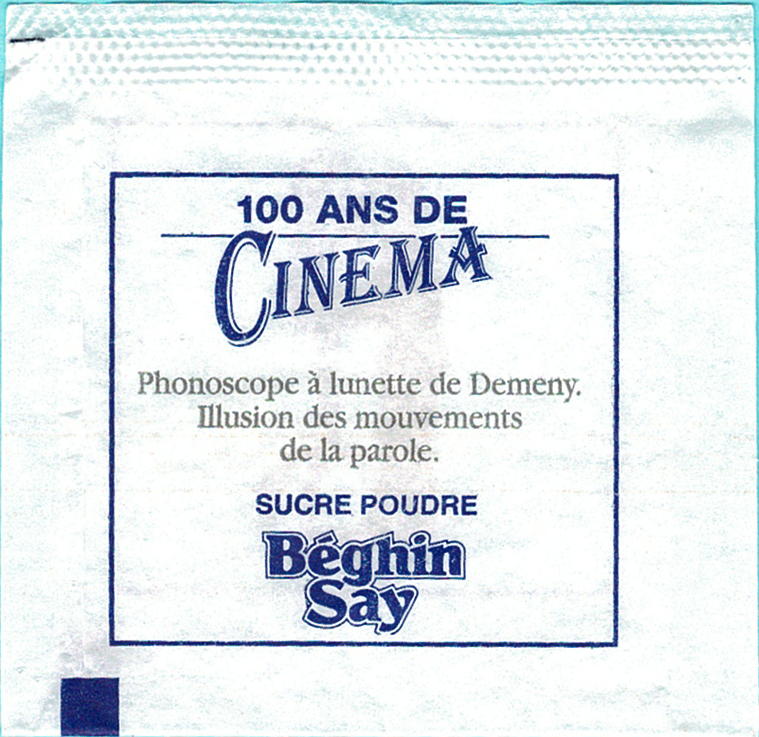 100 ANS DE
CINEMA
Phonoscope à lunette de Demeny.
Illusion des mouvements
de la parole.
SUCRE POUDRE
Béghin
Say